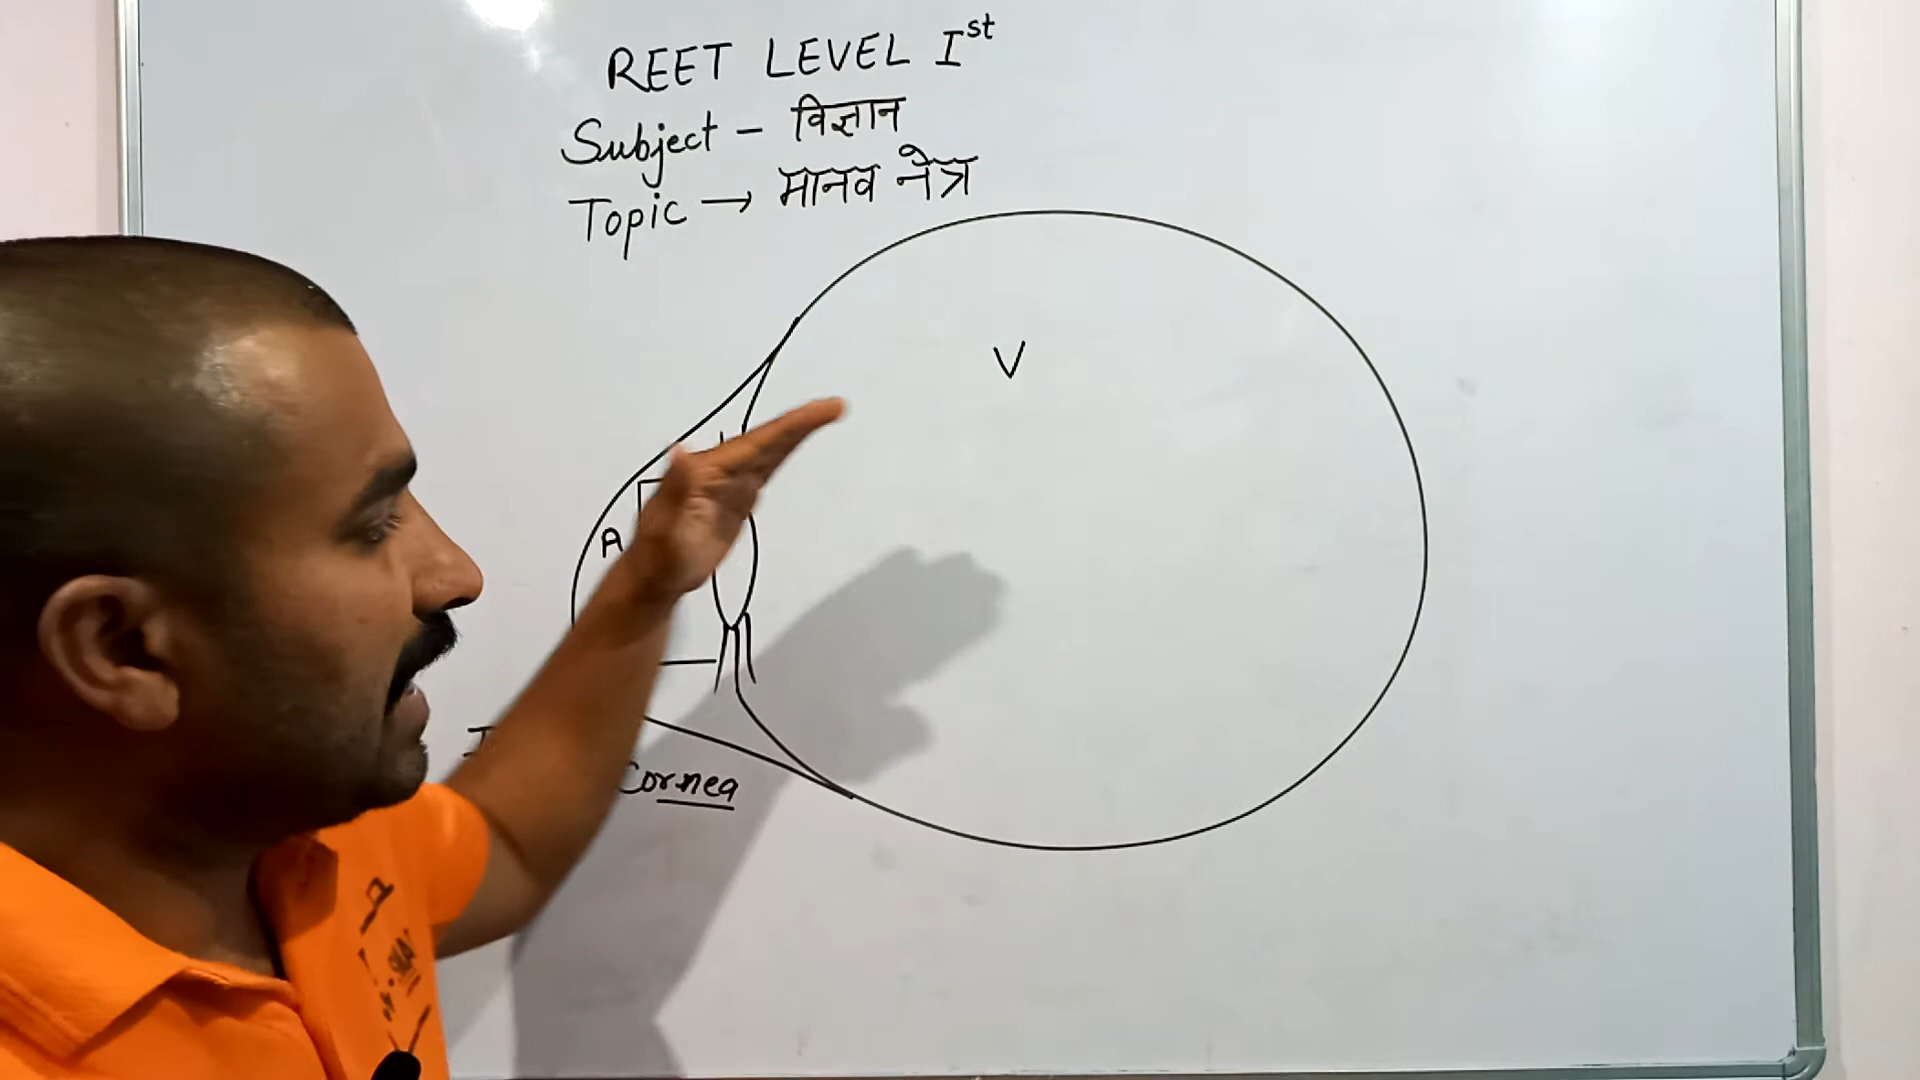 REET LEVEL Ist
Subject - विज्ञान
Topic → मानव नेत्र
V
A
Cornea